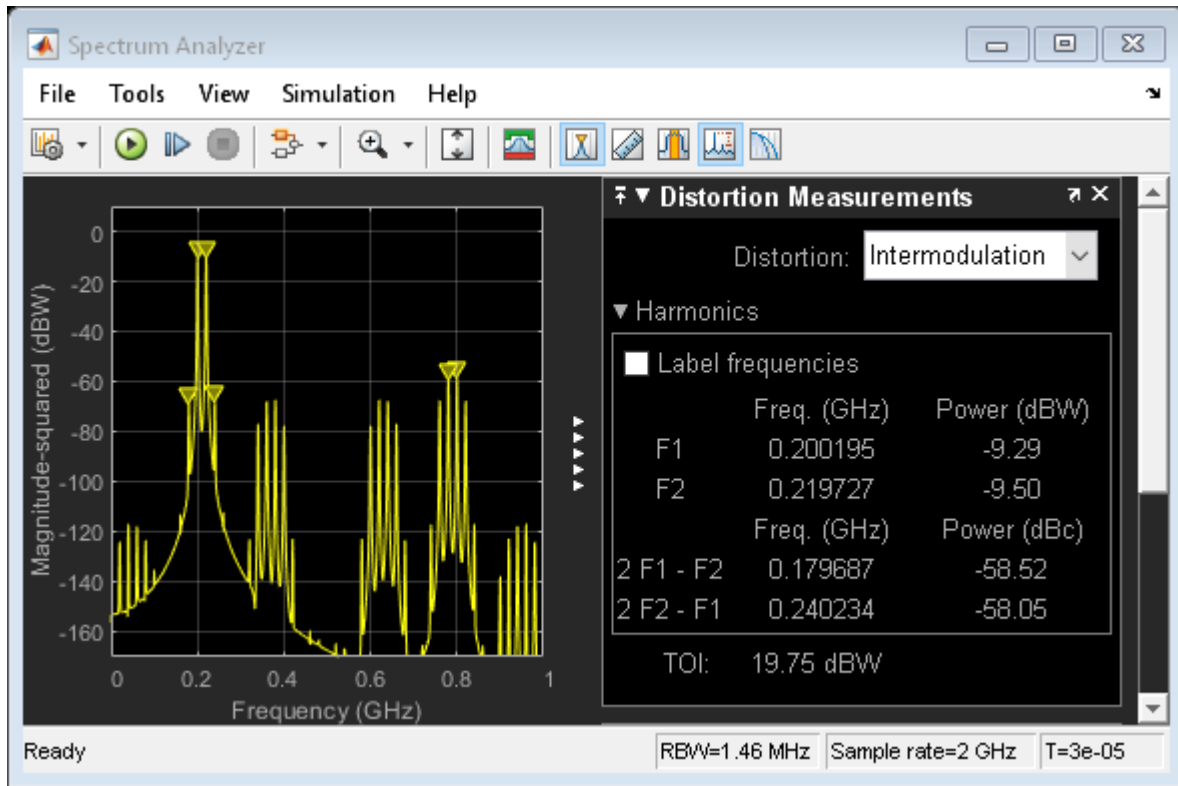 Spectrum Analyzer
File Tools View Simulation Help
Distortion Measurements
Distortion: Intermodulation
Harmonics
Label frequencies
Freq. (GHz) Power (dBW)
F1 0.200195 -9.29
F2 0.219727 -9.50
Freq. (GHz) Power (dBc)
2 F1 - F2 0.179687 -58.52
2 F2 - F1 0.240234 -58.05
TOI: 19.75 dBW
Magnitude-squared (dBW)
0
-20
-40
-60
-80
-100
-120
-140
-160
0 0.2 0.4 0.6 0.8 1
Frequency (GHz)
Ready RBW=1.46 MHz Sample rate=2 GHz T=3e-05